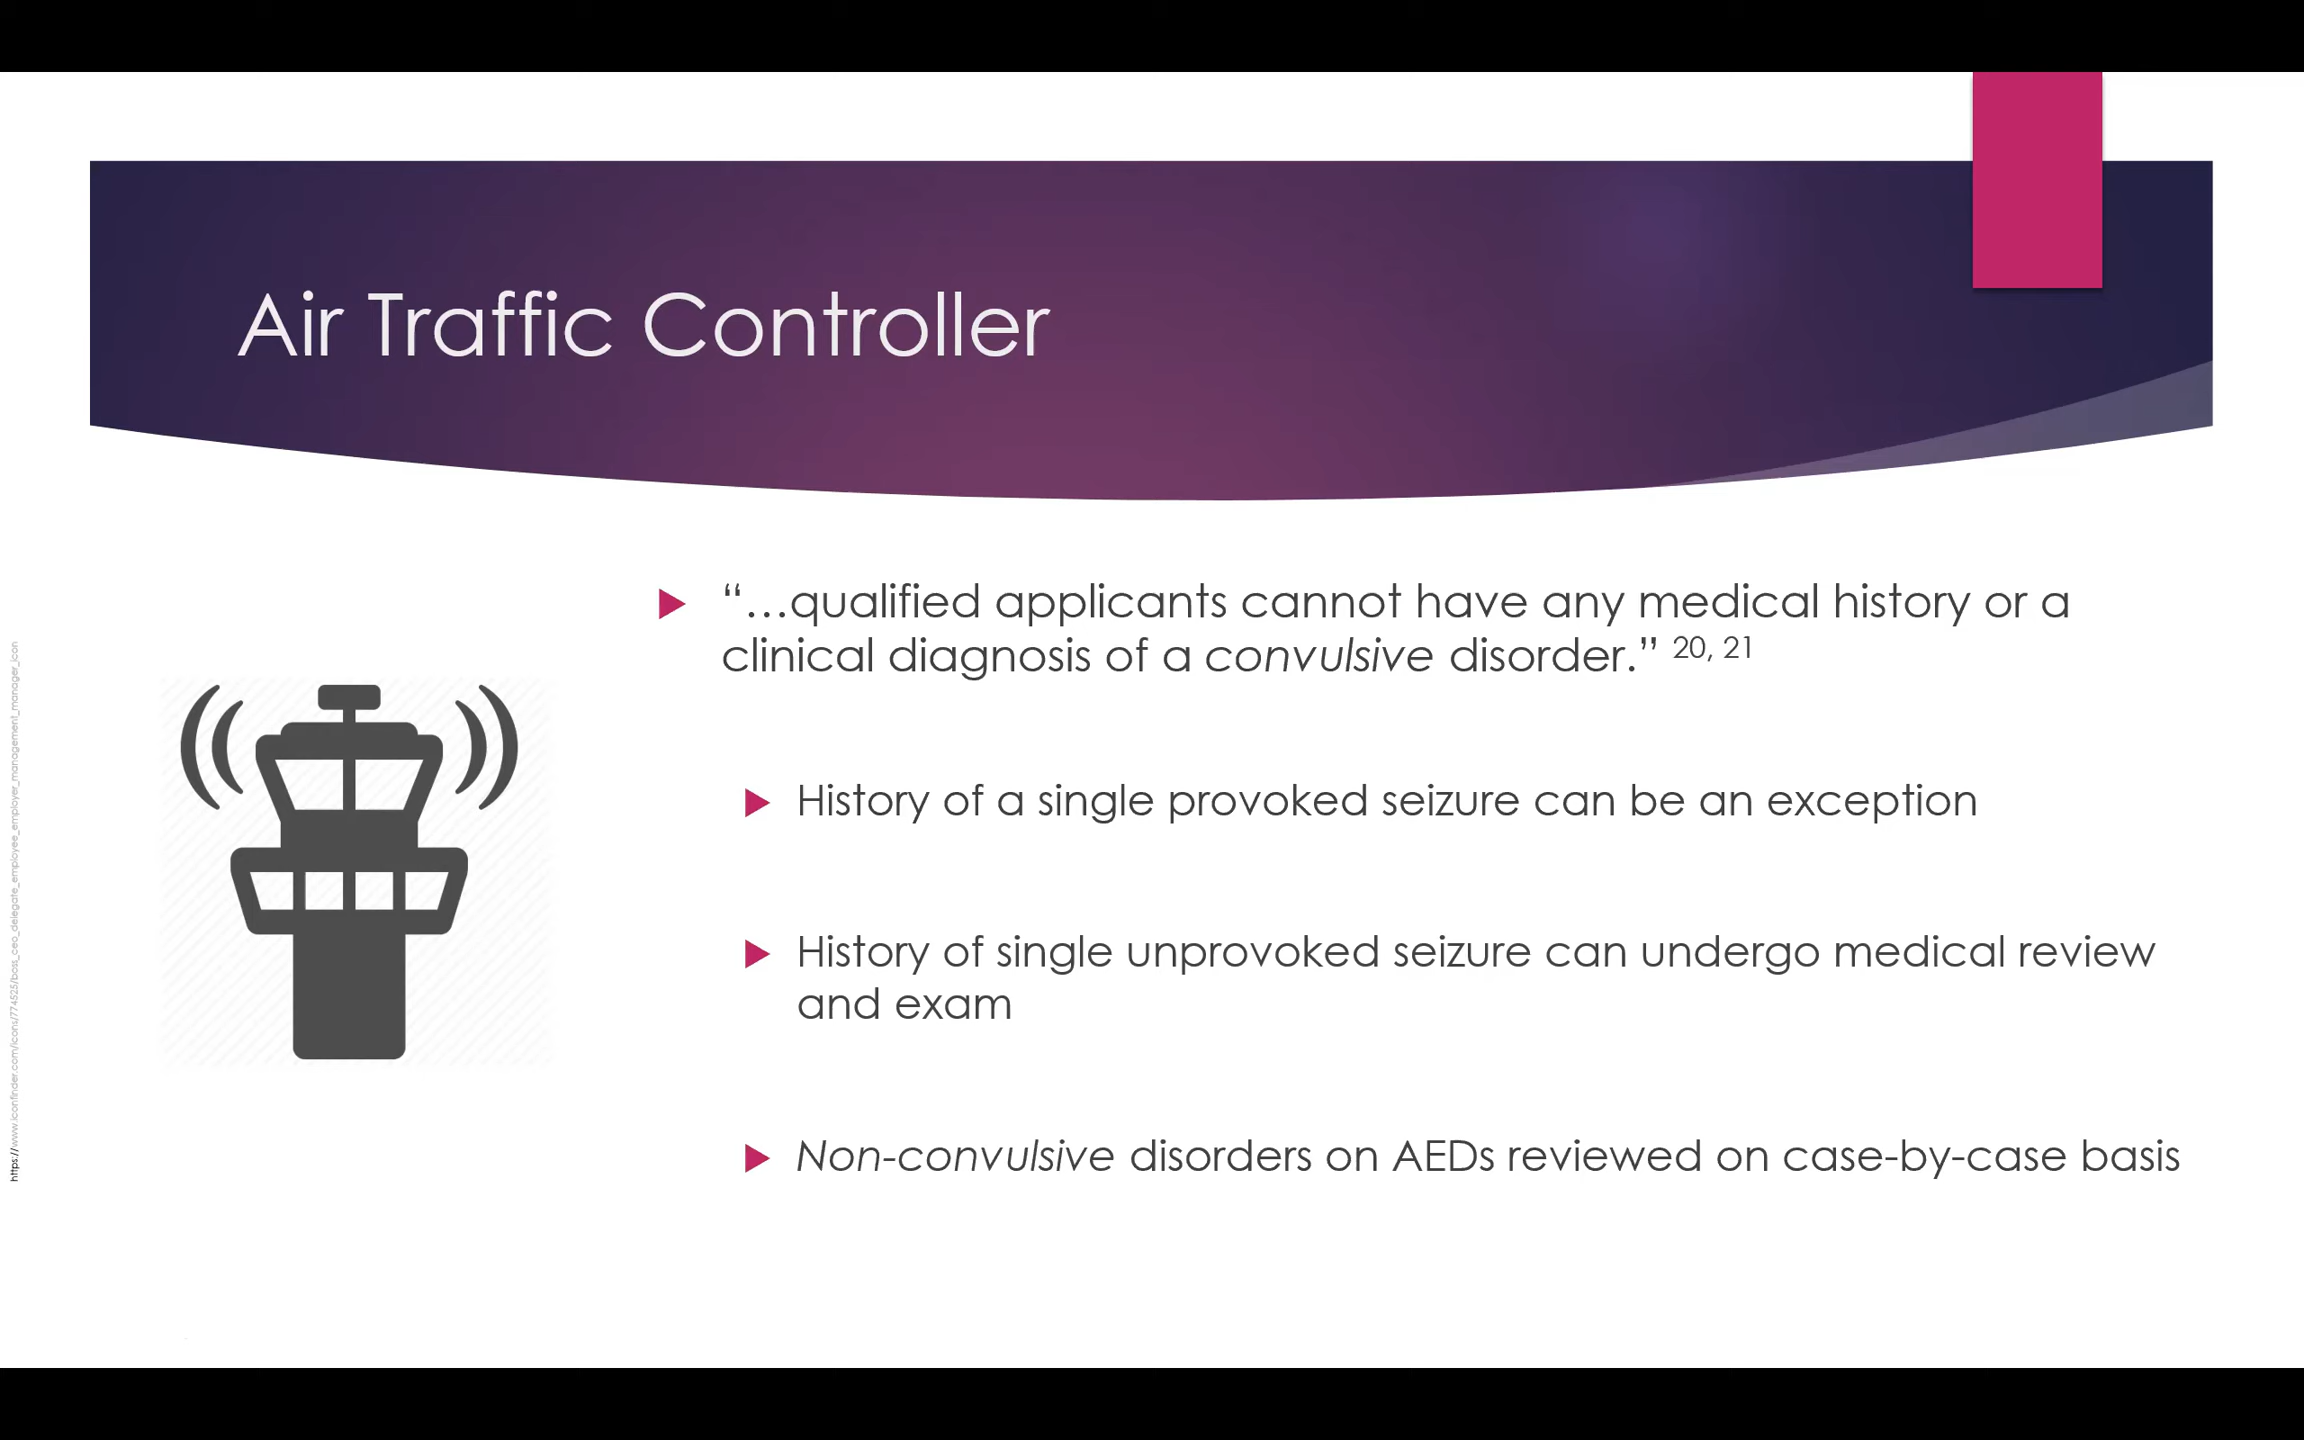 Air Traffic Controller
“…qualified applicants cannot have any medical history or a
clinical diagnosis of a convulsive disorder.” 20, 21
History of a single provoked seizure can be an exception
History of single unprovoked seizure can undergo medical review
and exam
Non-convulsive disorders on AEDs reviewed on case-by-case basis
https://www.iconfinder.com/icons/774525/boss_ceo_delegate_employee_employer_management_manager_icon